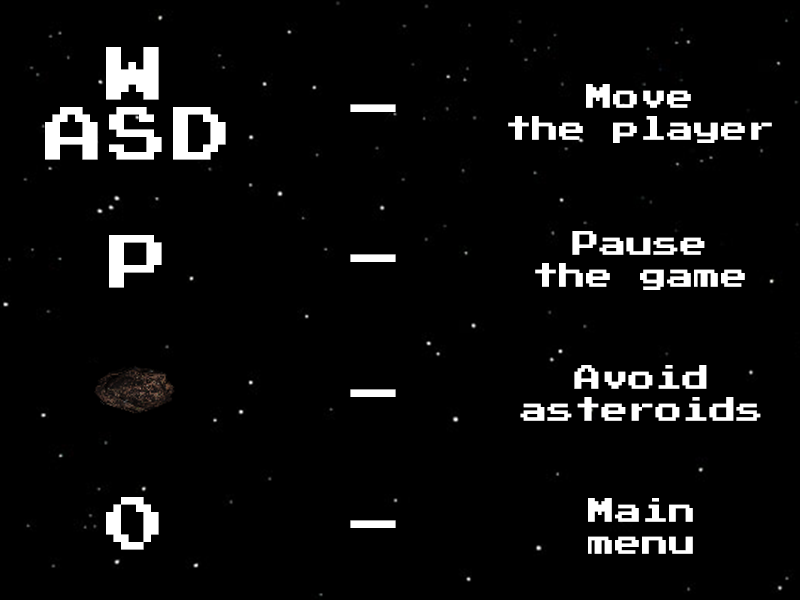 W
ASD — Move
the player
P — Pause
the game
— Avoid
asteroids
O — Main
menu